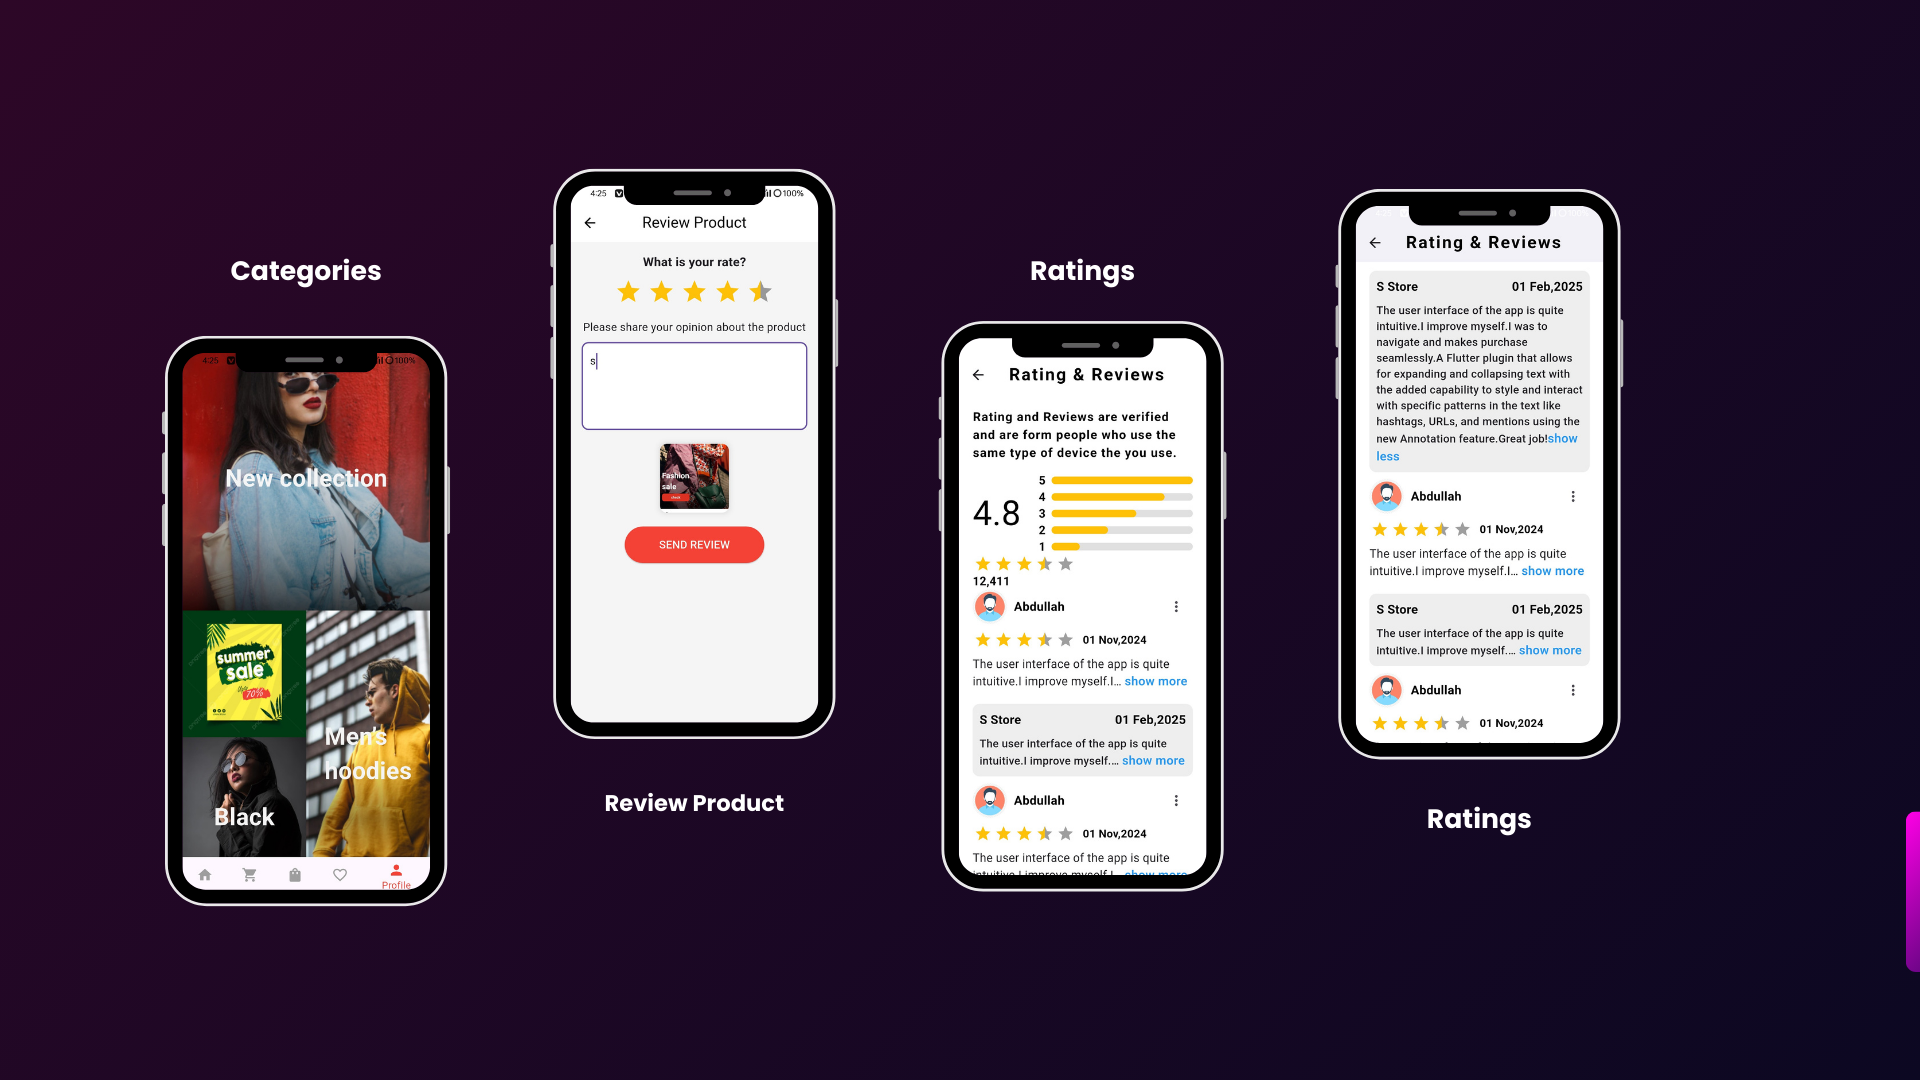 Categories
4:25
100%
New collection
summer
sale
70%
Men's
hoodies
Black
Profile
4:25
100%
Review Product
What is your rate?
Please share your opinion about the product
s
Fashion
sale
SEND REVIEW
Review Product
Ratings
Rating & Reviews
Rating and Reviews are verified
and are form people who use the
same type of device the you use.
4.8
5
4
3
2
1
12,411
Abdullah
01 Nov,2024
The user interface of the app is quite
intuitive.I improve myself.I... show more
S Store 01 Feb,2025
The user interface of the app is quite
intuitive.I improve myself.... show more
Abdullah
01 Nov,2024
The user interface of the app is quite
intuitive.I improve myself.I... show more
Rating & Reviews
S Store 01 Feb,2025
The user interface of the app is quite
intuitive.I improve myself.I was to
navigate and makes purchase
seamlessly.A Flutter plugin that allows
for expanding and collapsing text with
the added capability to style and interact
with specific patterns in the text like
hashtags, URLs, and mentions using the
new Annotation feature.Great job!show
less
Abdullah
01 Nov,2024
The user interface of the app is quite
intuitive.I improve myself.I... show more
S Store 01 Feb,2025
The user interface of the app is quite
intuitive.I improve myself.... show more
Abdullah
01 Nov,2024
Ratings